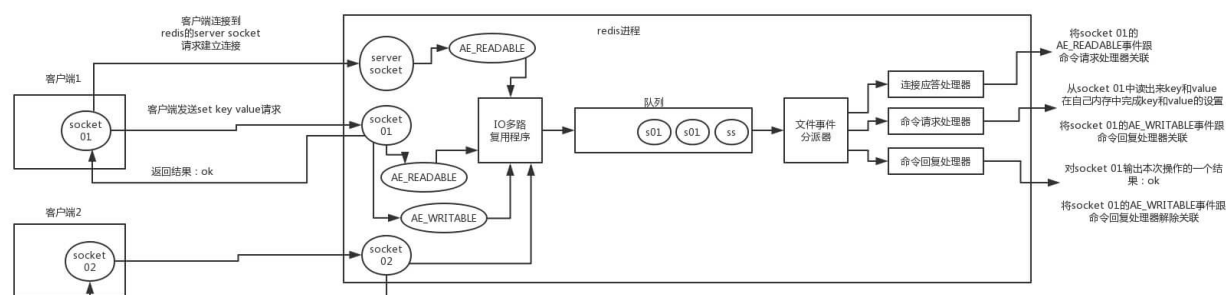 客户端连接到
redis的server socket
请求建立连接
redis进程
客户端1
server
socket
AE_READABLE
将socket 01的
AE_READABLE事件跟
命令请求处理器关联
连接应答处理器
客户端发送set key value请求
socket
01
socket
01
IO多路
复用程序
队列
s01
s01
ss
文件事件
分派器
命令请求处理器
从socket 01中读出来key和value
在自己内存中完成key和value的设置
将socket 01的AE_WRITABLE事件跟
命令回复处理器关联
返回结果：ok
AE_READABLE
命令回复处理器
对socket 01输出本次操作的一个结
果：ok
客户端2
AE_WRITABLE
将socket 01的AE_WRITABLE事件跟
命令回复处理器解除关联
socket
02
socket
02